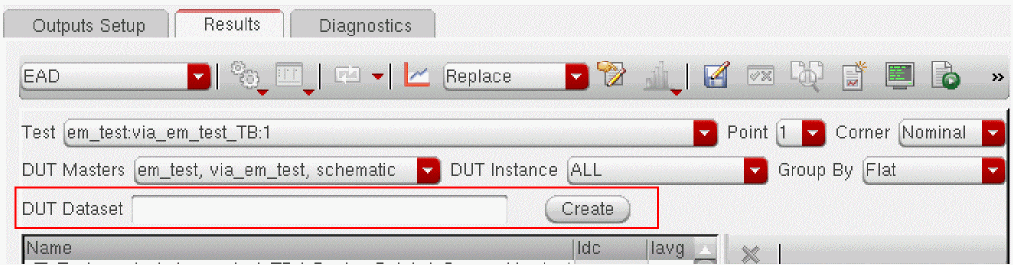 Outputs Setup Results Diagnostics
EAD Replace »
Test em_test:via_em_test_TB:1 Point 1 Corner Nominal
DUT Masters em_test, via_em_test, schematic DUT Instance ALL Group By Flat
DUT Dataset Create
Name Idc Iavg